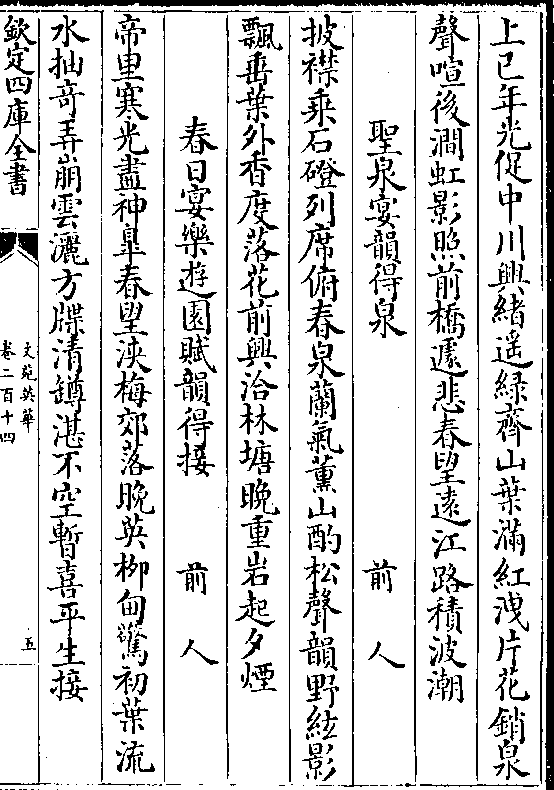 上巳年光促中川興緒遥緑齊山葉滿紅洩片花銷泉
聲喧後澗虹影照前橋遽悲春望遠江路積波潮
聖泉宴韻得泉　前人
披襟乗石磴列席俯春泉蘭氣薫山酌松聲韻野絃影
飄垂葉外香度落花前興洽林塘晩重岩起夕煙
春日宴樂遊園賦韻得接　前人
帝里寒光盡神臯春望浹梅郊落晚英柳甸驚初葉流
水抽奇弄崩雲灑方牒清罇湛不空暫喜平生接
欽定四庫全書
文苑英華
卷二百十四
五